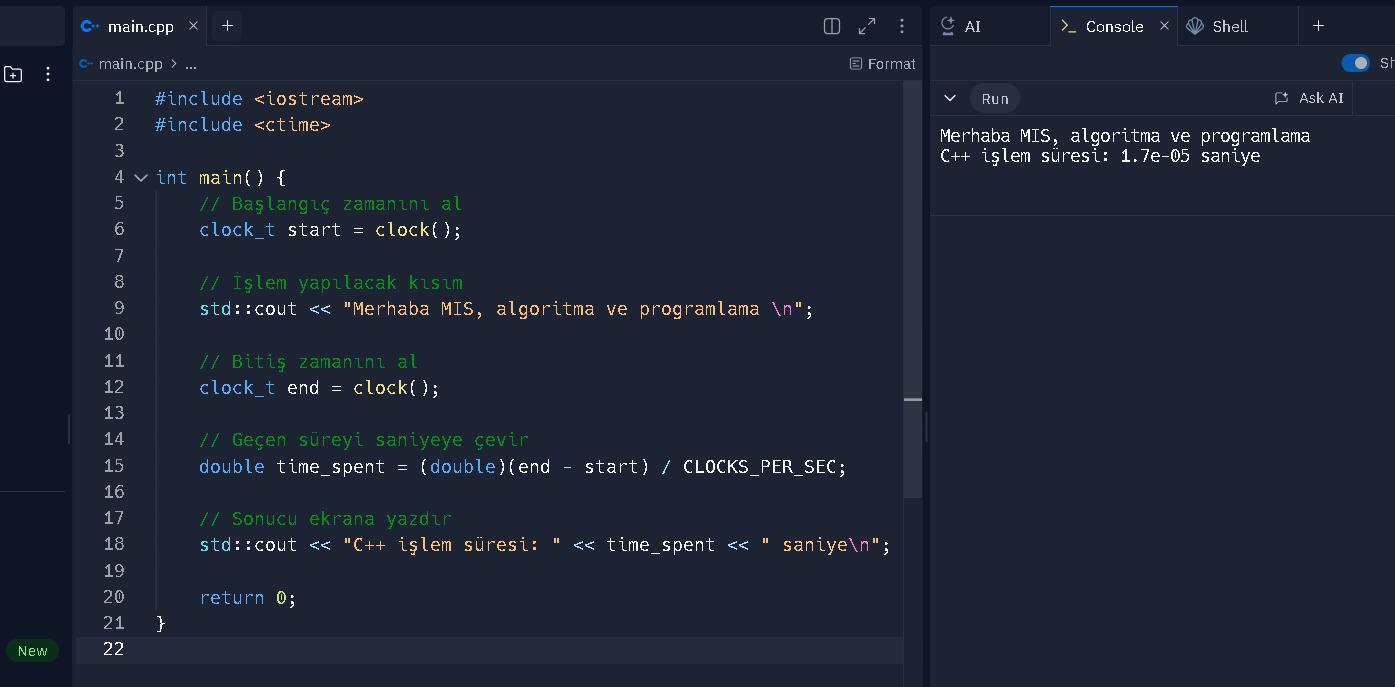 main.cpp
AI
Console
Shell
main.cpp > ...
Format
Run
Ask AI
1 #include <iostream>
2 #include <ctime>
3
4 int main() {
5 // Başlangıç zamanını al
6 clock_t start = clock();
7
8 // İşlem yapılacak kısım
9 std::cout << "Merhaba MIS, algoritma ve programlama \n";
10
11 // Bitiş zamanını al
12 clock_t end = clock();
13
14 // Geçen süreyi saniyeye çevir
15 double time_spent = (double)(end - start) / CLOCKS_PER_SEC;
16
17 // Sonucu ekrana yazdır
18 std::cout << "C++ işlem süresi: " << time_spent << " saniye\n";
19
20 return 0;
21 }
22
Merhaba MIS, algoritma ve programlama
C++ işlem süresi: 1.7e-05 saniye
New